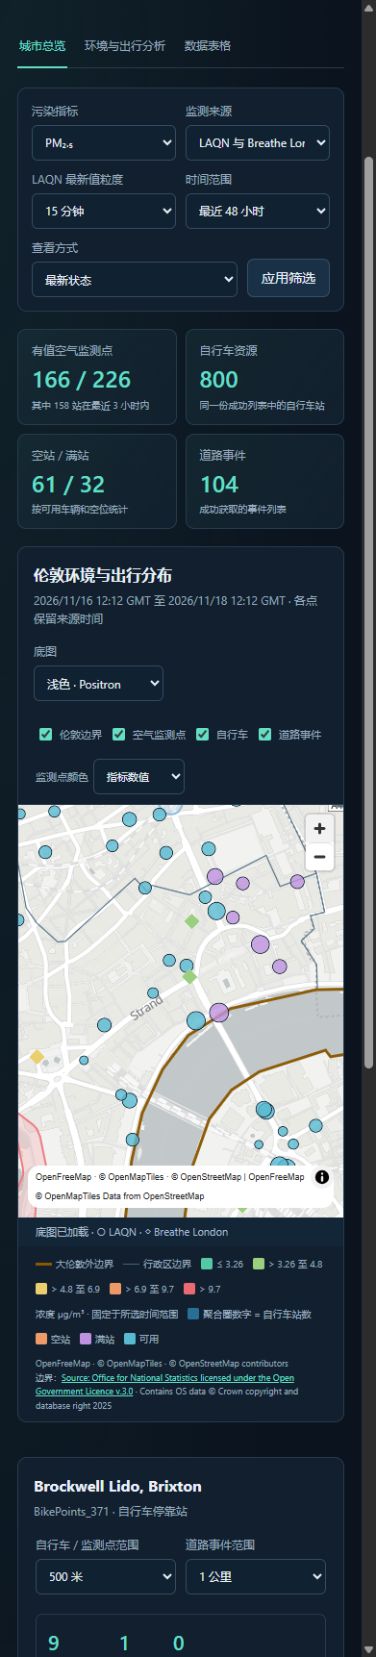 城市总览 环境与出行分析 数据表格
污染指标 监测来源
PM₂.₅ LAQN 与 Breathe Lor
LAQN 最新值粒度 时间范围
15 分钟 最近 48 小时
查看方式
最新状态 应用筛选
有值空气监测点 自行车资源
166 / 226 800
其中 158 站在最近 3 小时内 同一份成功列表中的自行车站
空站 / 满站 道路事件
61 / 32 104
按可用车辆和空位统计 成功获取的事件列表
伦敦环境与出行分布
2026/11/16 12:12 GMT 至 2026/11/18 12:12 GMT · 各点
保留来源时间
底图
浅色 · Positron
伦敦边界 空气监测点 自行车 道路事件
监测点颜色 指标数值
+
−
Strand
OpenFreeMap · © OpenMapTiles · © OpenStreetMap | OpenFreeMap
© OpenMapTiles Data from OpenStreetMap
底图已加载 · ○ LAQN · ◇ Breathe London
大伦敦外边界 行政区边界 ≤ 3.26 > 3.26 至 4.8
> 4.8 至 6.9 > 6.9 至 9.7 > 9.7
浓度 µg/m³ · 固定于所选时间范围 聚合圈数字 = 自行车站数
空站 满站 可用
OpenFreeMap · © OpenMapTiles · © OpenStreetMap contributors
边界：Source: Office for National Statistics licensed under the Open
Government Licence v.3.0 · Contains OS data © Crown copyright and
database right 2025
Brockwell Lido, Brixton
BikePoints_371 · 自行车停靠站
自行车 / 监测点范围 道路事件范围
500 米 1 公里
9 1 0